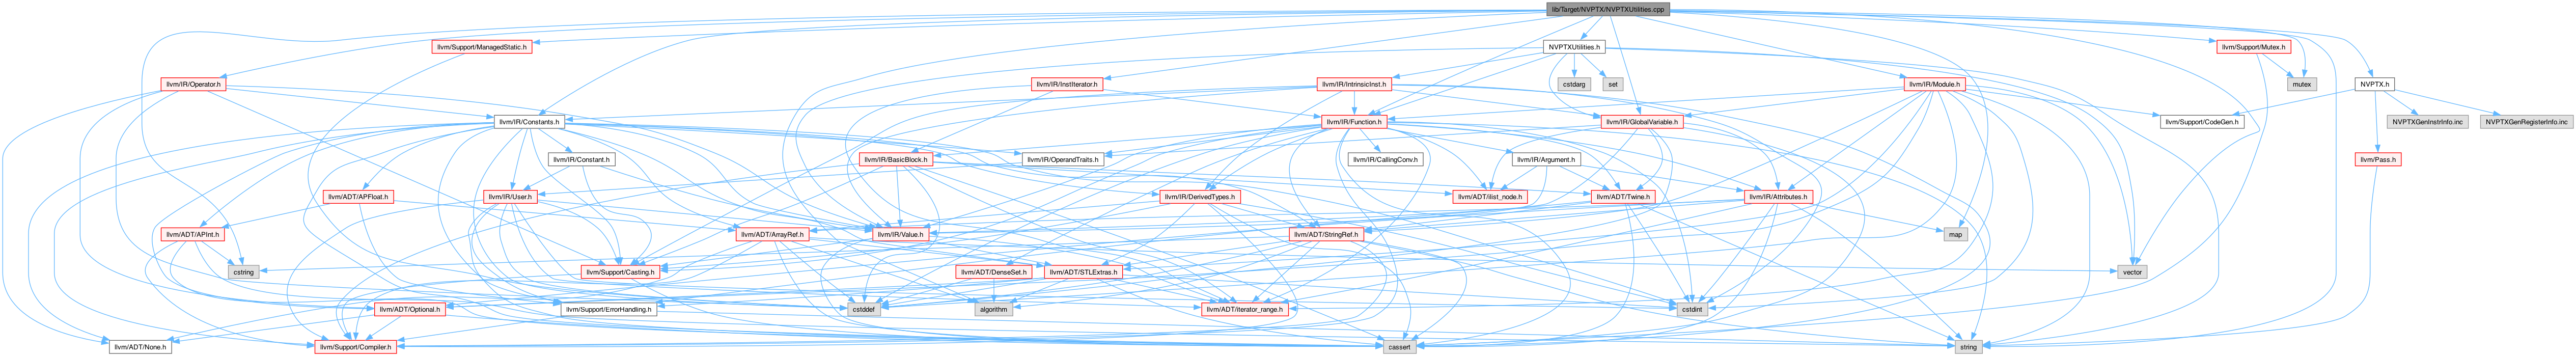 lib/Target/NVPTX/NVPTXUtilities.cpp
llvm/Support/ManagedStatic.h
NVPTXUtilities.h
llvm/Support/Mutex.h
llvm/IR/Operator.h
llvm/IR/InstIterator.h
llvm/IR/IntrinsicInst.h
cstdarg
set
llvm/IR/Module.h
mutex
NVPTX.h
llvm/IR/Constants.h
llvm/IR/Function.h
llvm/IR/GlobalVariable.h
llvm/Support/CodeGen.h
NVPTXGenInstrInfo.inc
NVPTXGenRegisterInfo.inc
llvm/IR/Constant.h
llvm/IR/BasicBlock.h
llvm/IR/OperandTraits.h
llvm/IR/CallingConv.h
llvm/IR/Argument.h
llvm/Pass.h
llvm/ADT/APFloat.h
llvm/IR/User.h
llvm/IR/DerivedTypes.h
llvm/ADT/ilist_node.h
llvm/ADT/Twine.h
llvm/IR/Attributes.h
llvm/ADT/APInt.h
llvm/ADT/ArrayRef.h
llvm/IR/Value.h
llvm/ADT/StringRef.h
map
cstring
llvm/Support/Casting.h
llvm/ADT/DenseSet.h
llvm/ADT/STLExtras.h
vector
llvm/ADT/Optional.h
llvm/Support/ErrorHandling.h
cstddef
algorithm
llvm/ADT/iterator_range.h
cstdint
llvm/ADT/None.h
llvm/Support/Compiler.h
cassert
string